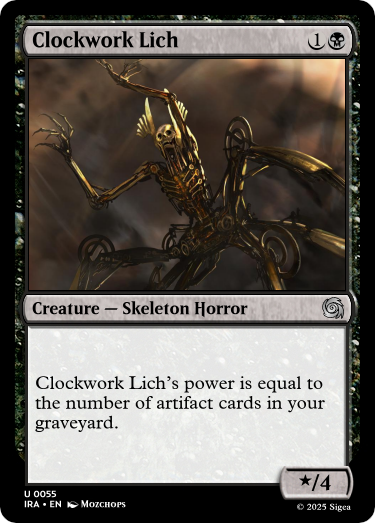 Clockwork Lich 1
Creature — Skeleton Horror
Clockwork Lich's power is equal to
the number of artifact cards in your
graveyard.
★/4
U 0055
IRA • EN Mozchops
© 2025 Sigea